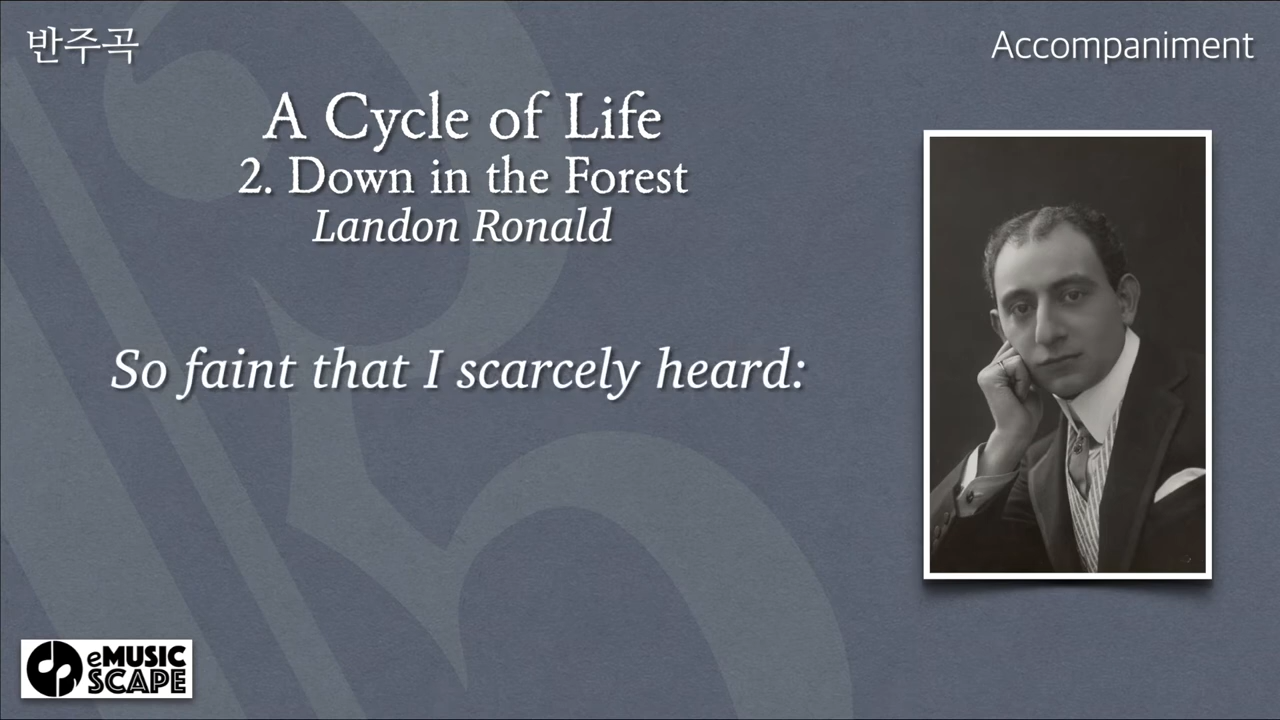 반주곡
Accompaniment
A Cycle of Life
2. Down in the Forest
Landon Ronald
So faint that I scarcely heard:
eMUSIC
SCAPE